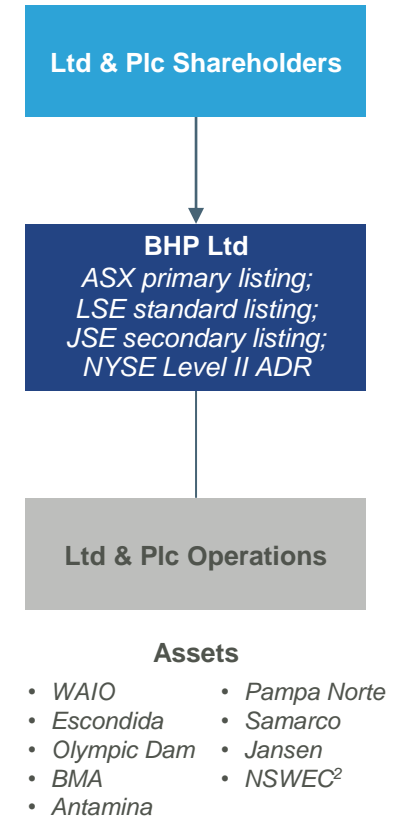 Ltd & Plc Shareholders
BHP Ltd
ASX primary listing;
LSE standard listing;
JSE secondary listing;
NYSE Level II ADR
Ltd & Plc Operations
Assets
• WAIO
• Escondida
• Olympic Dam
• BMA
• Antamina
• Pampa Norte
• Samarco
• Jansen
• NSWEC²